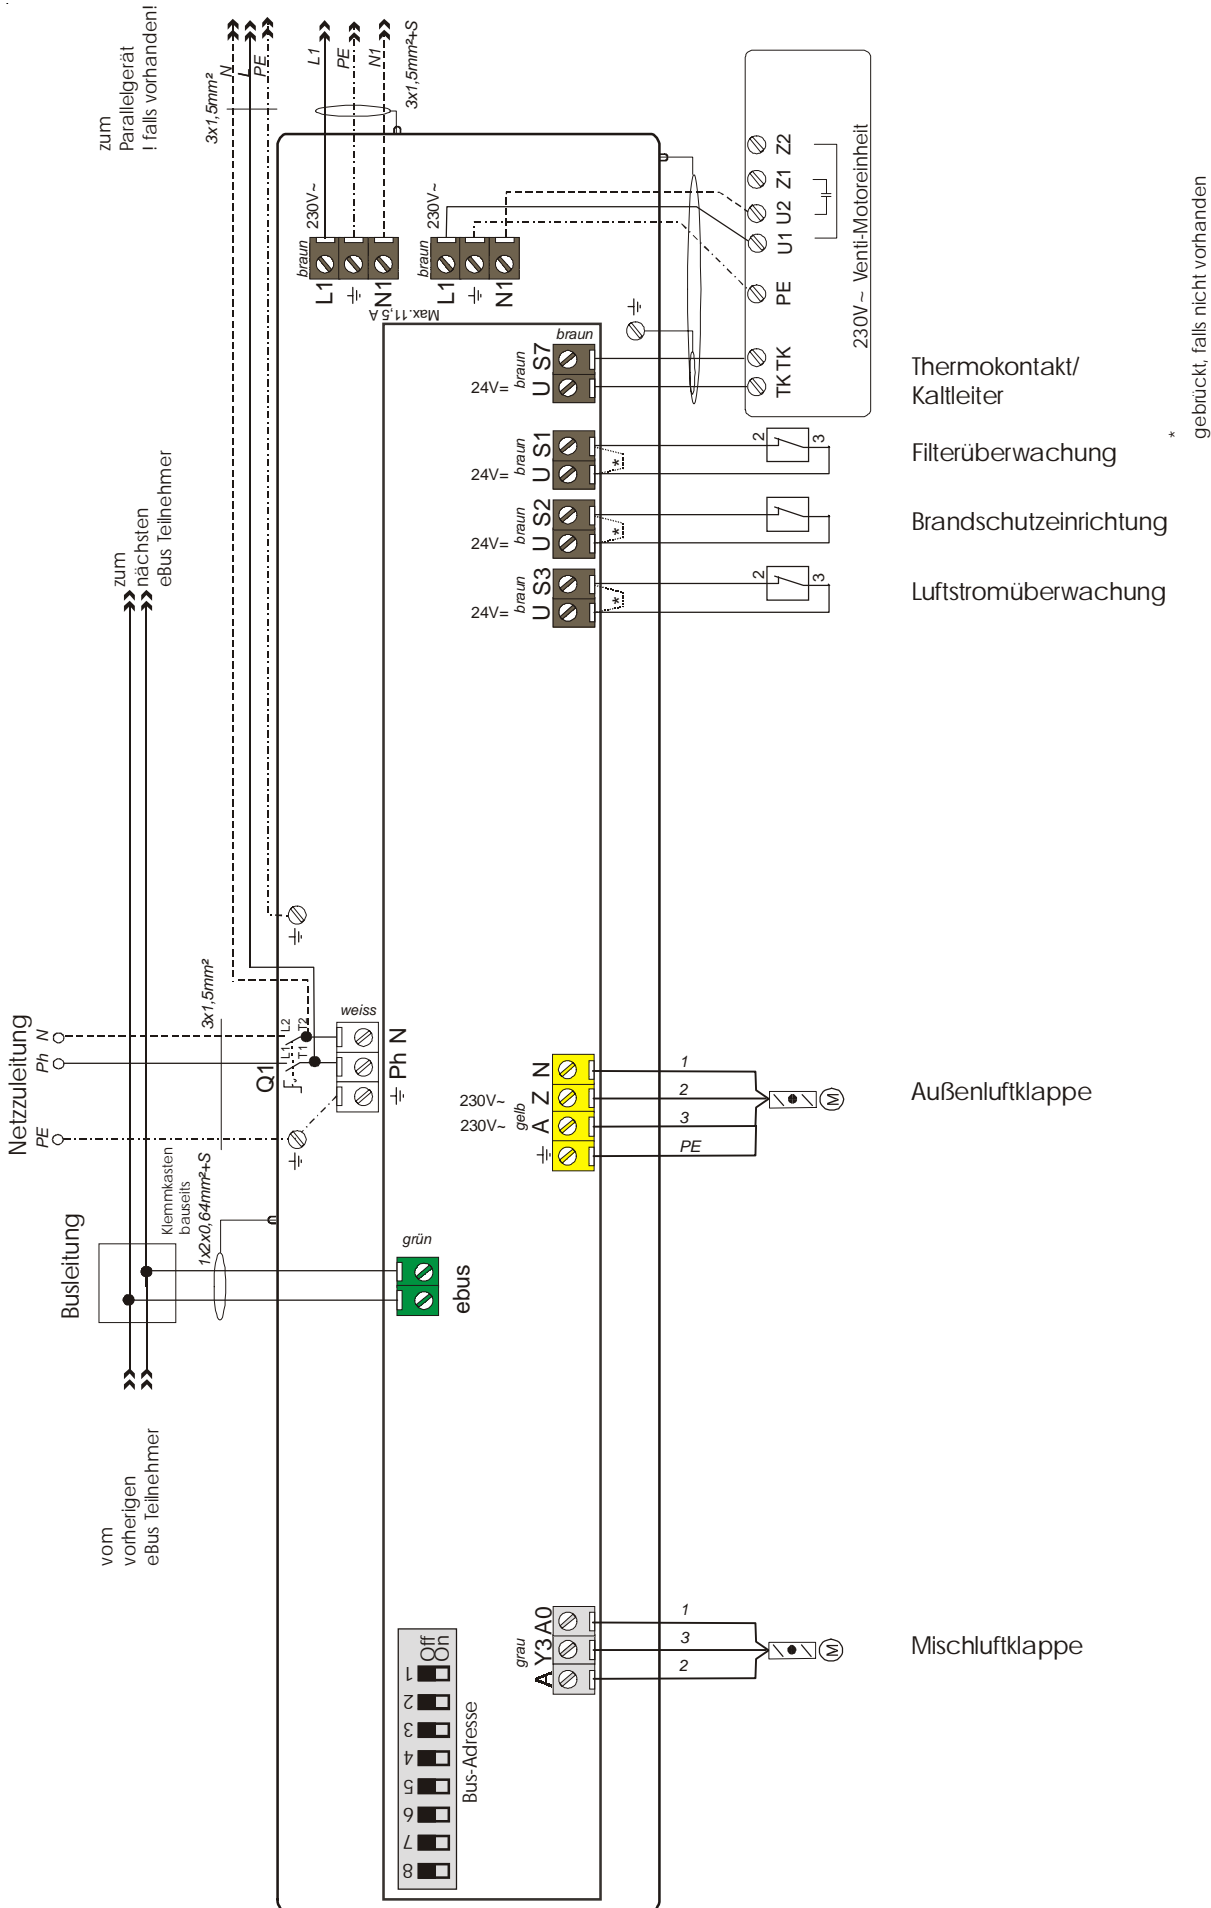 zum
Parallelgerät
! falls vorhanden!
3x1,5mm²
N
L
PE
L1
PE
N1
3x1,5mm²+S
braun
230V~
L1
N1
Max.11,5 A
braun
230V~
L1
N1
Z2
Z1
U2
U1
PE
TK
TK
230V~ Venti-Motoreinheit
braun
24V=
braun
U S7
Thermokontakt/
Kaltleiter
24V=
braun
U S1
*
2
3
Filterüberwachung
24V=
braun
U S2
*
Brandschutzeinrichtung
24V=
braun
U S3
*
2
3
Luftstromüberwachung
*
gebrückt, falls nicht vorhanden
zum
nächsten
eBus Teilnehmer
Netzzuleitung
N
Ph
PE
3x1,5mm²
Q1
L1
L2
T1
T2
weiss
Ph N
230V~
230V~
gelb
N
Z
A
1
2
3
PE
M
Außenluftklappe
Busleitung
Klemmkasten
bauseits
1x2x0,64mm²+S
grün
ebus
vom
vorherigen
eBus Teilnehmer
Off
On
1
2
3
4
5
6
7
8
Bus-Adresse
grau
A Y3 A0
1
3
2
M
Mischluftklappe